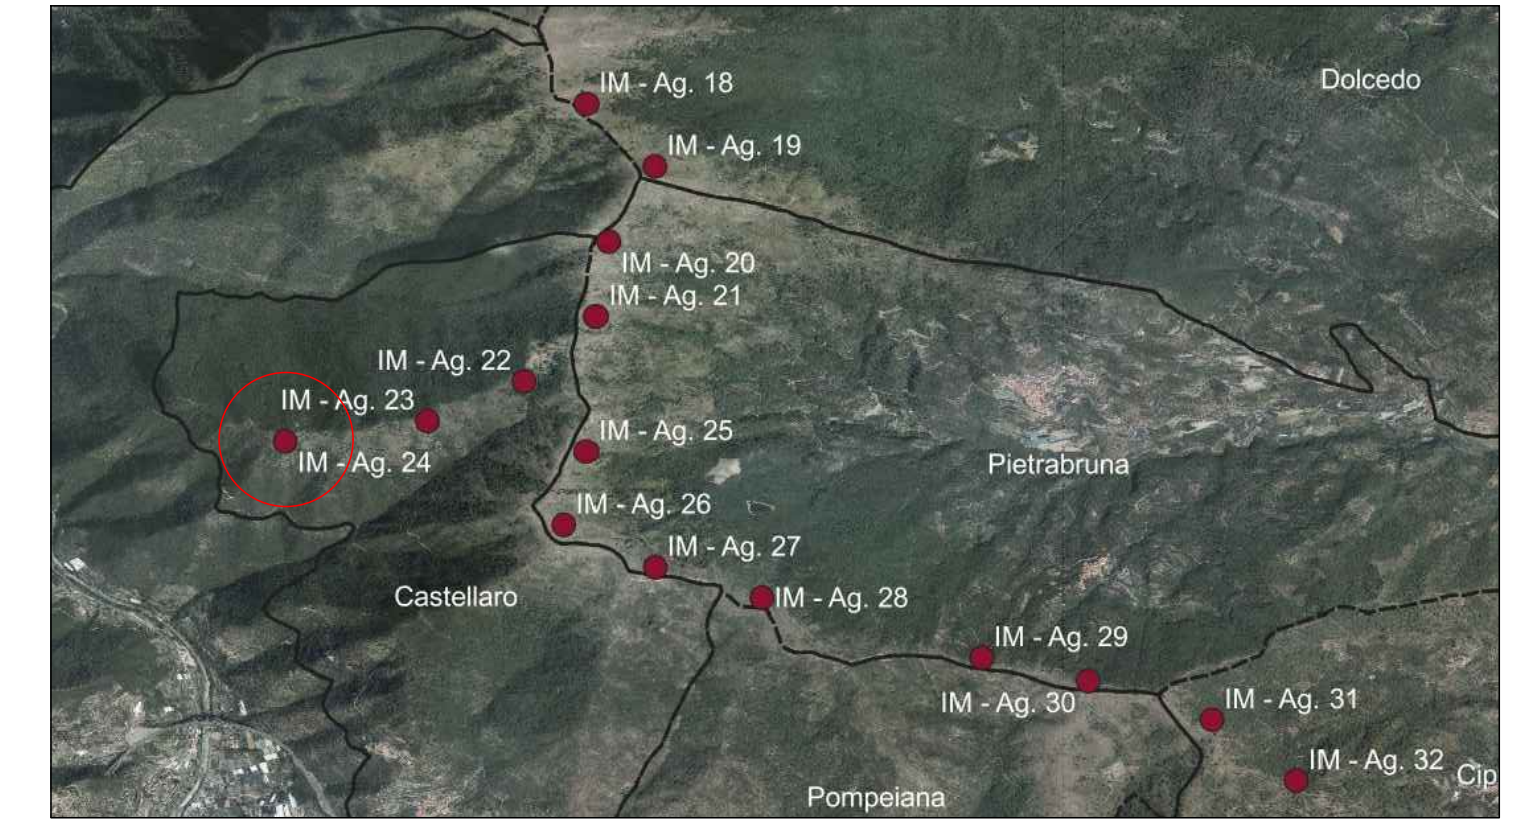 Dolcedo
IM - Ag. 18
IM - Ag. 19
IM - Ag. 20
IM - Ag. 21
IM - Ag. 22
IM - Ag. 23
IM - Ag. 24
IM - Ag. 25
Pietrabruna
IM - Ag. 26
IM - Ag. 27
Castellaro
IM - Ag. 28
IM - Ag. 29
IM - Ag. 30
IM - Ag. 31
IM - Ag. 32
Cip
Pompeiana